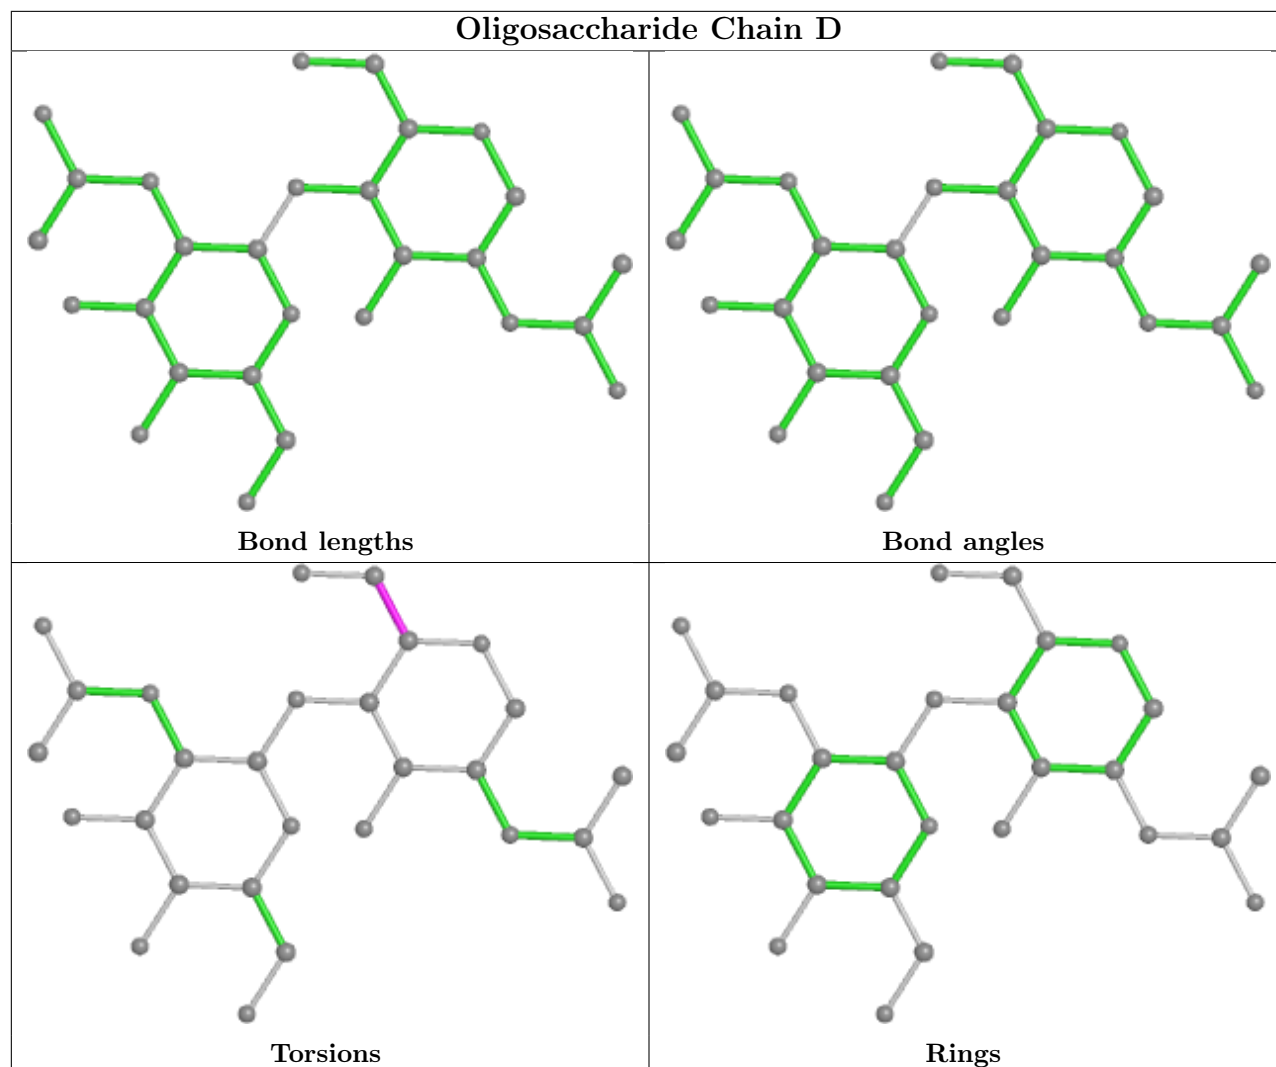 Oligosaccharide Chain D
Bond lengths
Bond angles
Torsions
Rings